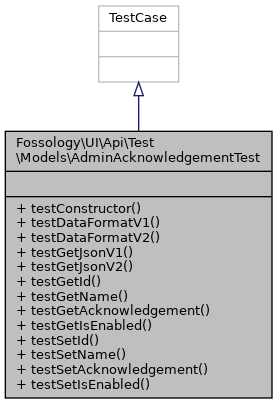 TestCase
Fossology\UI\Api\Test
\Models\AdminAcknowledgementTest
+ testConstructor()
+ testDataFormatV1()
+ testDataFormatV2()
+ testGetJsonV1()
+ testGetJsonV2()
+ testGetId()
+ testGetName()
+ testGetAcknowledgement()
+ testGetIsEnabled()
+ testSetId()
+ testSetName()
+ testSetAcknowledgement()
+ testSetIsEnabled()